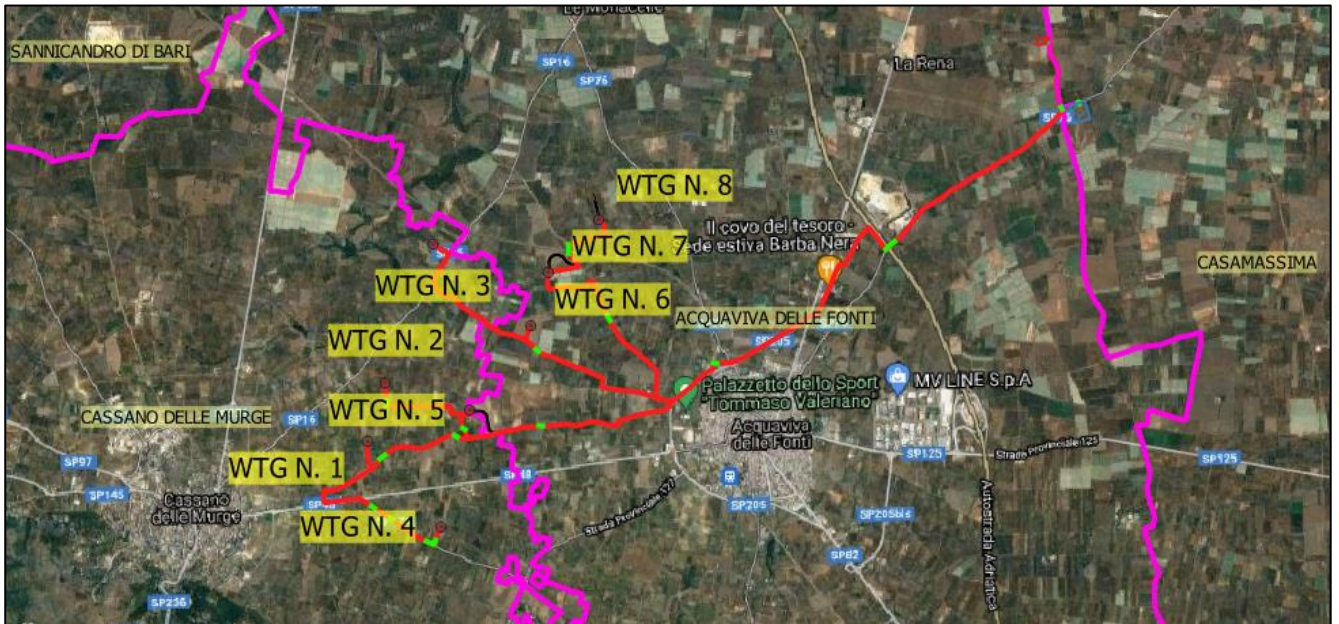 Le Monacelle
SANNICANDRO DI BARI
SP16
SP76
La Rena
WTG N. 8
Il covo del tesoro -
Sede estiva Barba Nera
WTG N. 7
CASAMASSIMA
WTG N. 3
WTG N. 6
ACQUAVIVA DELLE FONTI
WTG N. 2
SP205
MV LINE S.p.A
Palazzetto dello Sport
"Tommaso Valeriano"
CASSANO DELLE MURGE
SP16
WTG N. 5
Acquaviva
delle Fonti
Strada Provinciale 125
SP97
WTG N. 1
SP125
SP125
SP145
SP48
Cassano
delle Murge
Strada Provinciale 127
SP205
SP205bis
WTG N. 4
Autostrada Adriatica
SP82
SP236